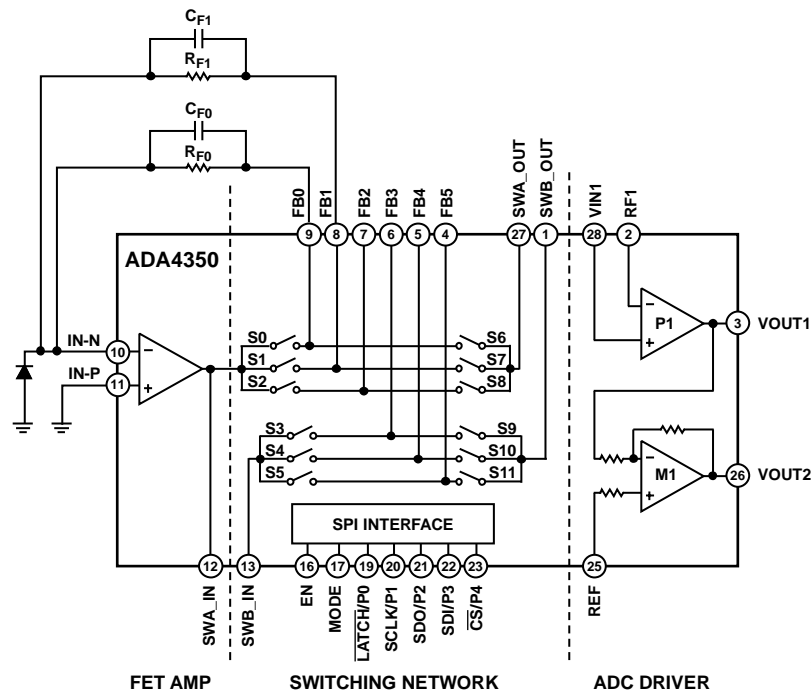 CF1
RF1
CF0
RF0
FB0
FB1
FB2
FB3
FB4
FB5
SWA_OUT
SWB_OUT
VIN1
RF1
9
8
7
6
5
4
27
1
28
2
ADA4350
IN-N
10
IN-P
11
S0
S1
S2
S6
S7
S8
S3
S4
S5
S9
S10
S11
P1
3
VOUT1
M1
26
VOUT2
SPI INTERFACE
12
13
16
17
19
20
21
22
23
25
SWA_IN
SWB_IN
EN
MODE
LATCH/P0
SCLK/P1
SDO/P2
SDI/P3
CS/P4
REF
FET AMP
SWITCHING NETWORK
ADC DRIVER